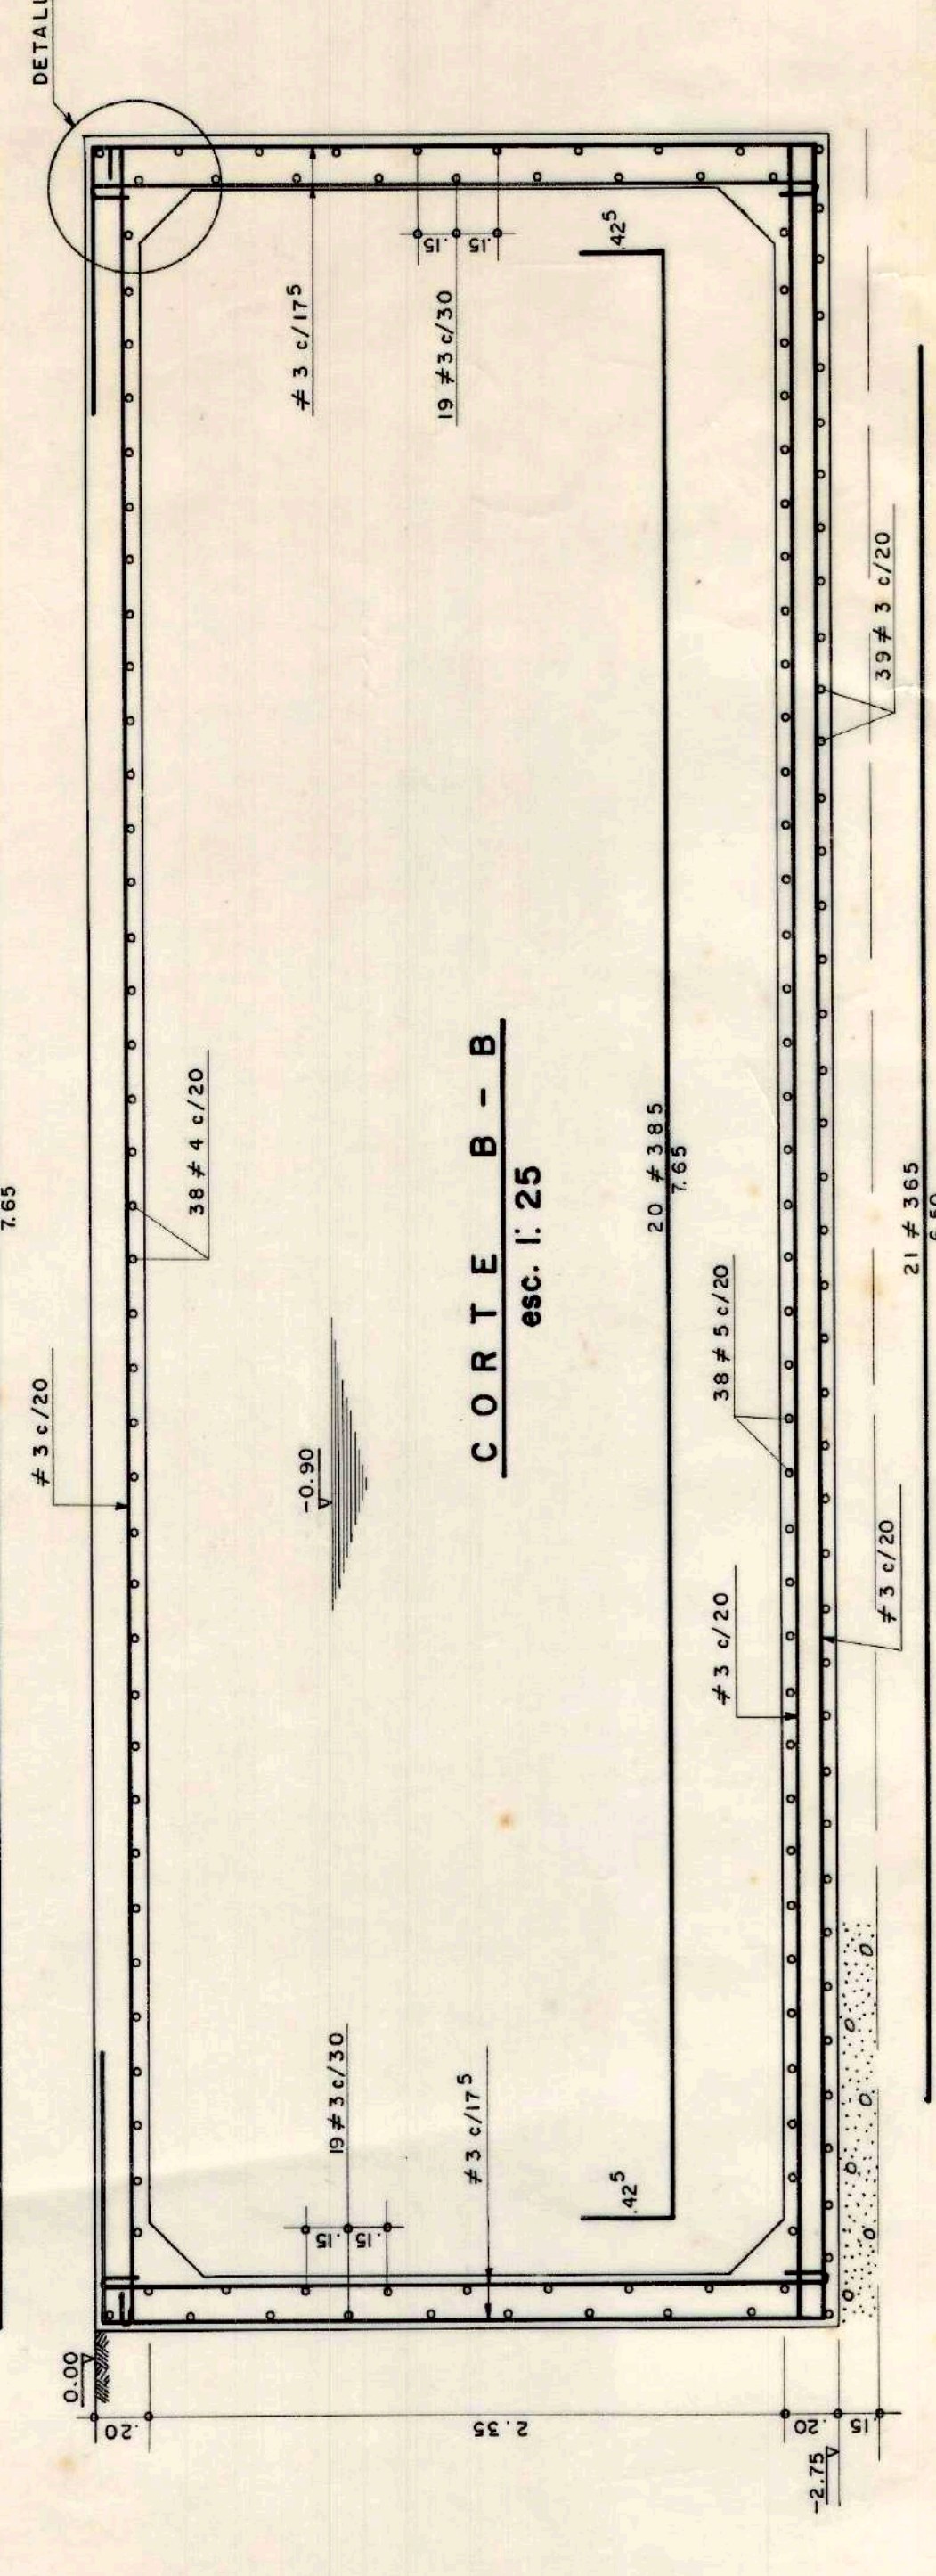 DETALL
7.65
# 3 c/20
38 # 4 c/20
# 3 c/17⁵
19 # 3 c/30
.15 .15
.42⁵
-0.90
CORTE B - B
esc. 1: 25
20 # 385
7.65
38 # 5 c/20
# 3 c/20
39 # 3 c/20
# 3 c/20
21 # 365
19 # 3 c/30
.15 .15
# 3 c/17⁵
.42⁵
0.00
.20
2.35
.20
15
-2.75